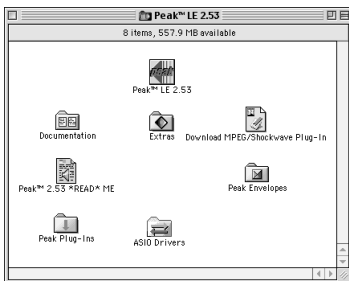 Peak™ LE 2.53
8 items, 557.9 MB available
PEAK
Peak™ LE 2.53
Documentation
Extras
Download MPEG/Shockwave Plug-In
Peak™ 2.53 *READ* ME
Peak Envelopes
Peak Plug-Ins
ASIO Drivers